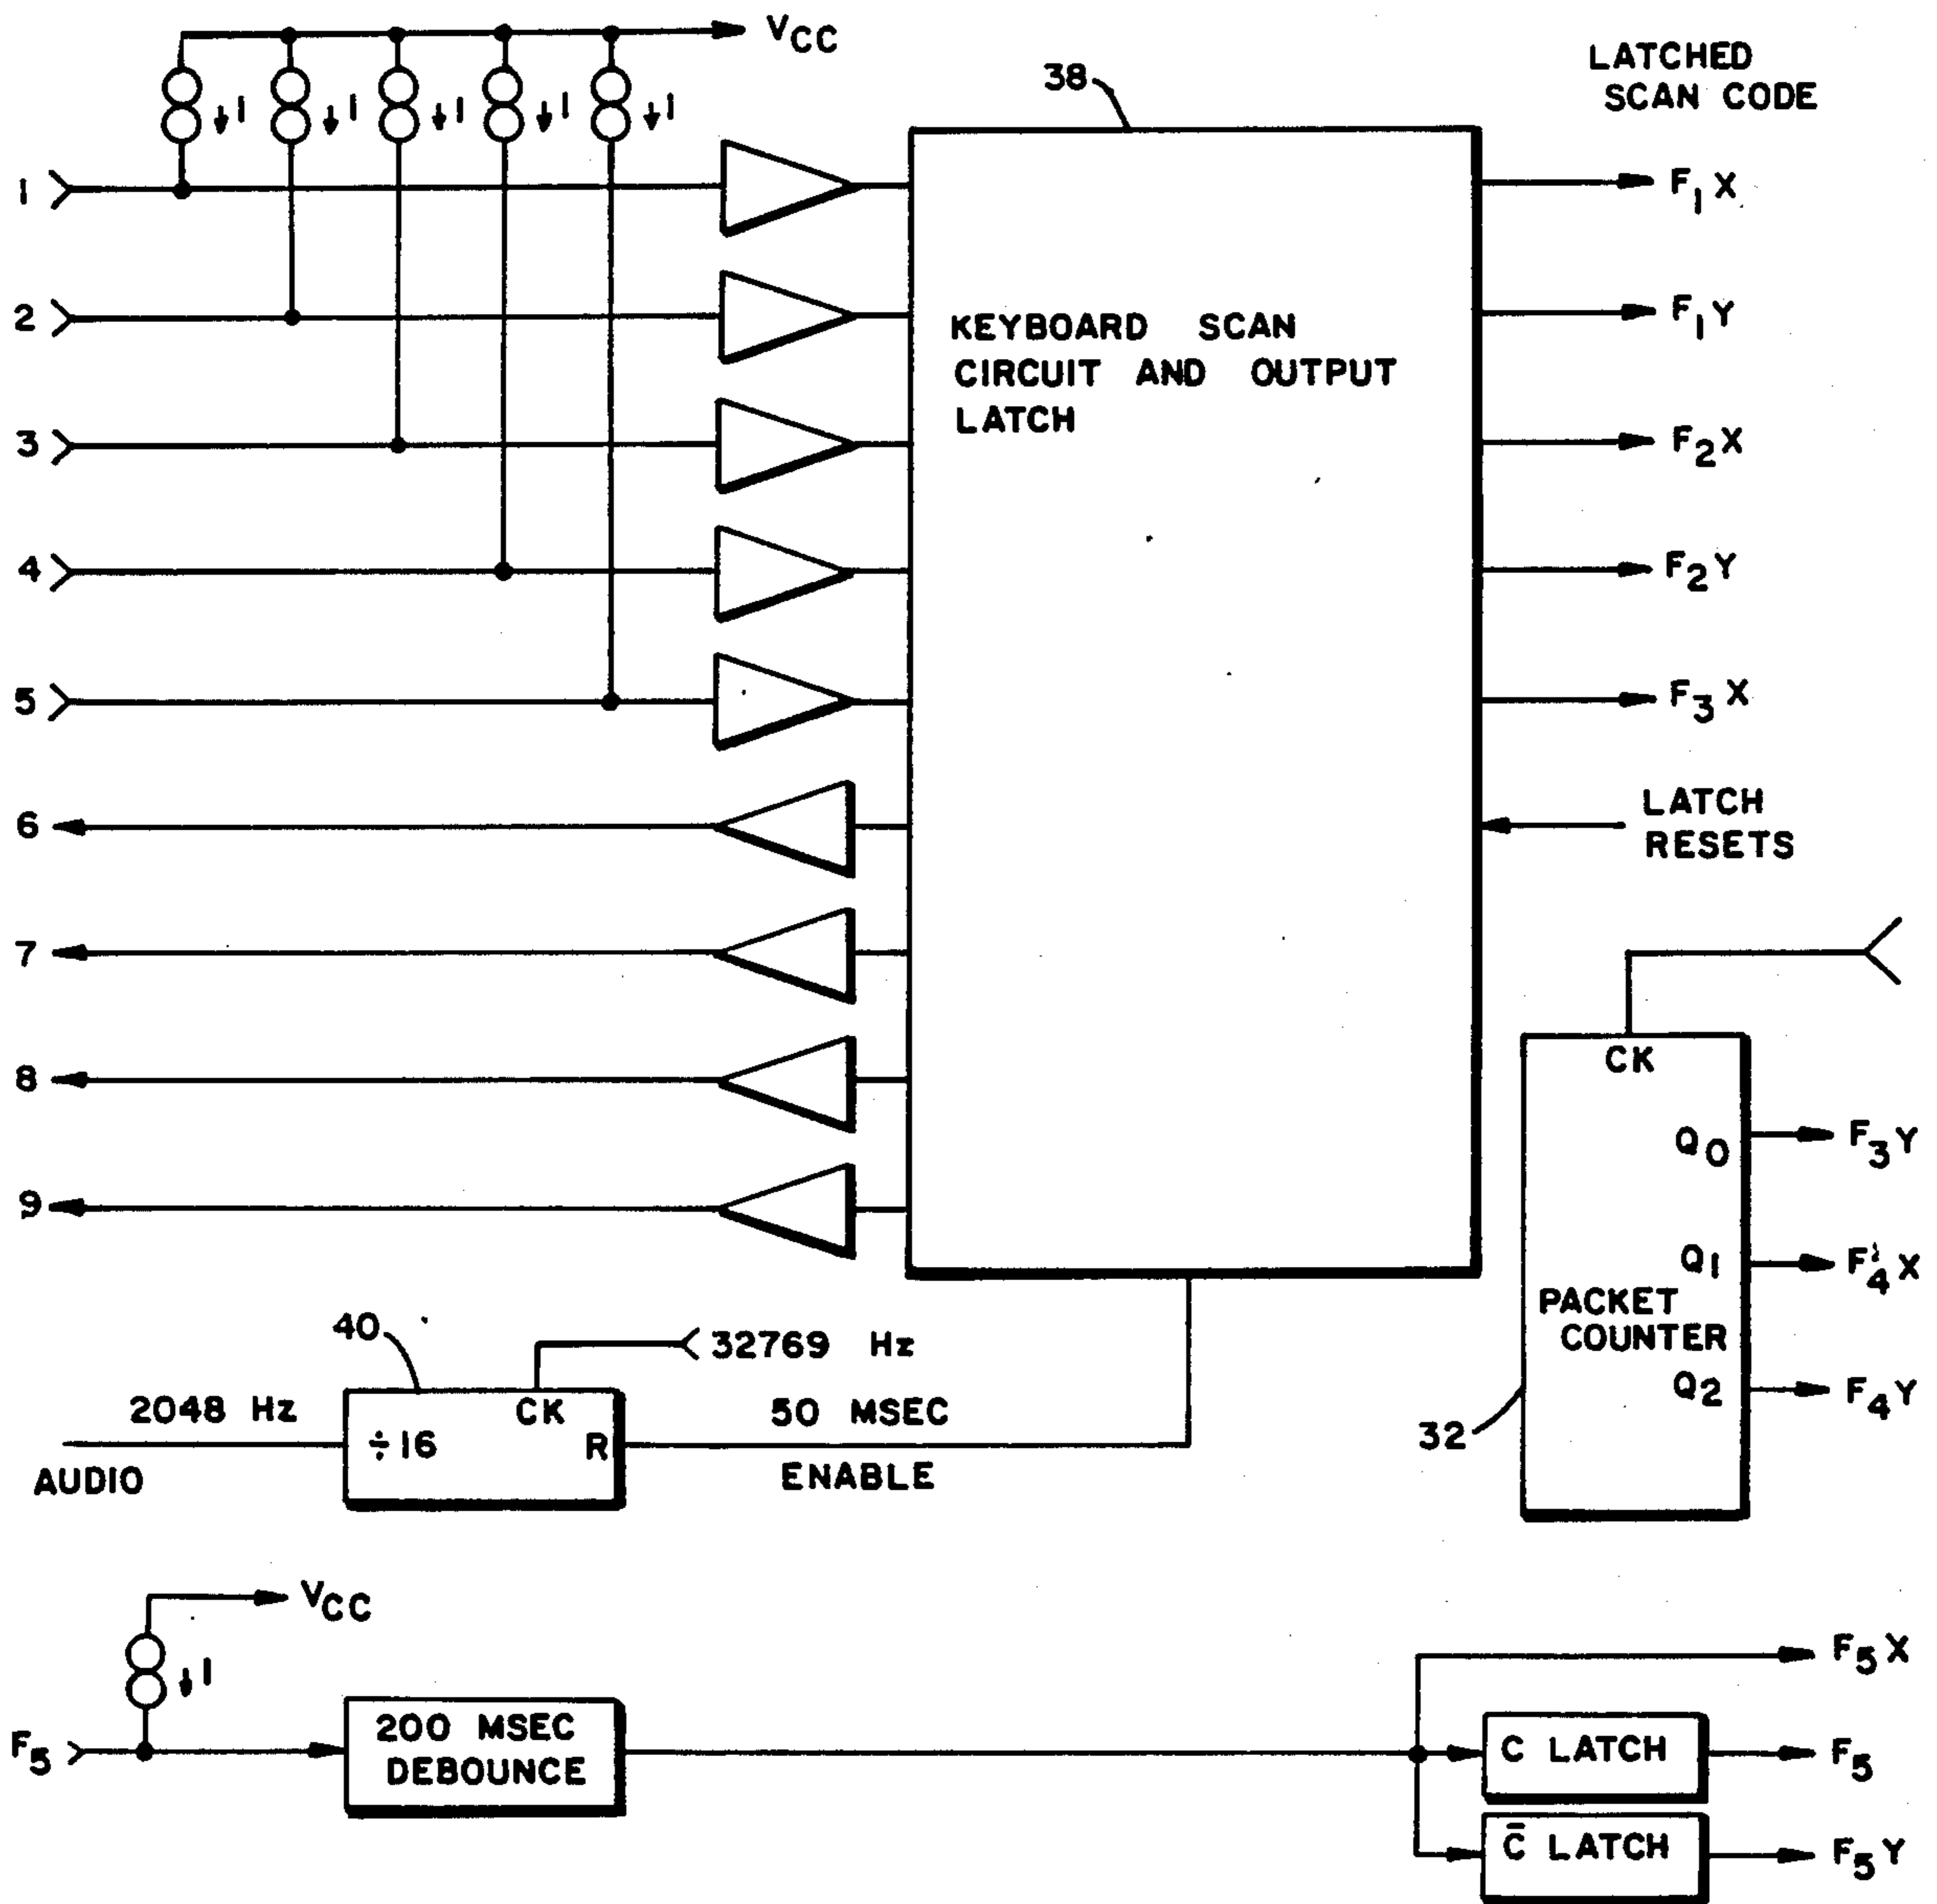 VCC
LATCHED
SCAN CODE
38
I I I I I
1
F1X
2
F1Y
KEYBOARD SCAN
CIRCUIT AND OUTPUT
LATCH
3
F2X
4
F2Y
5
F3X
6
LATCH
RESETS
7
8
CK
Q0
F3Y
9
Q1
F4X
PACKET
COUNTER
Q2
F4Y
32
40
32769 Hz
2048 Hz
CK
50 MSEC
÷16
R
AUDIO
ENABLE
VCC
I
F5
200 MSEC
DEBOUNCE
F5X
C LATCH
F5
C̄ LATCH
F5Y